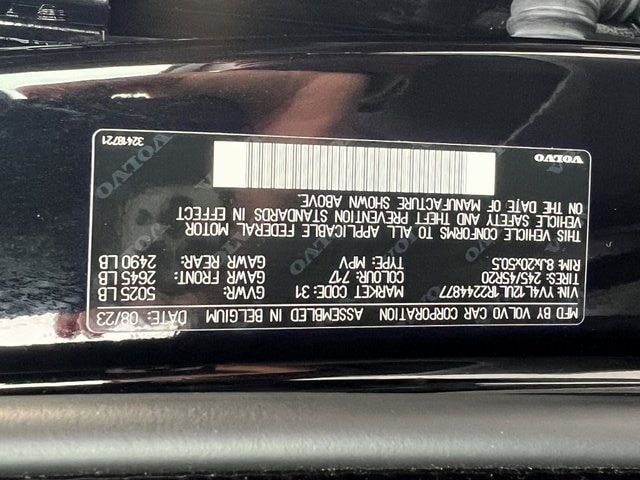 MFD BY VOLVO CAR CORPORATION ASSEMBLED IN BELGIUM DATE: 08/23
VIN: YV4L12UL1R2244877 MARKET CODE: 31 GVWR: 5025 LB
TIRES: 245/45R20 COLOUR: 717 GAWR FRONT: 2645 LB
RIM: 8Jx20x50.5 TYPE: MPV GAWR REAR: 2490 LB
THIS VEHICLE CONFORMS TO ALL APPLICABLE FEDERAL MOTOR
VEHICLE SAFETY AND THEFT PREVENTION STANDARDS IN EFFECT
ON THE DATE OF MANUFACTURE SHOWN ABOVE.
VOLVO
32418721